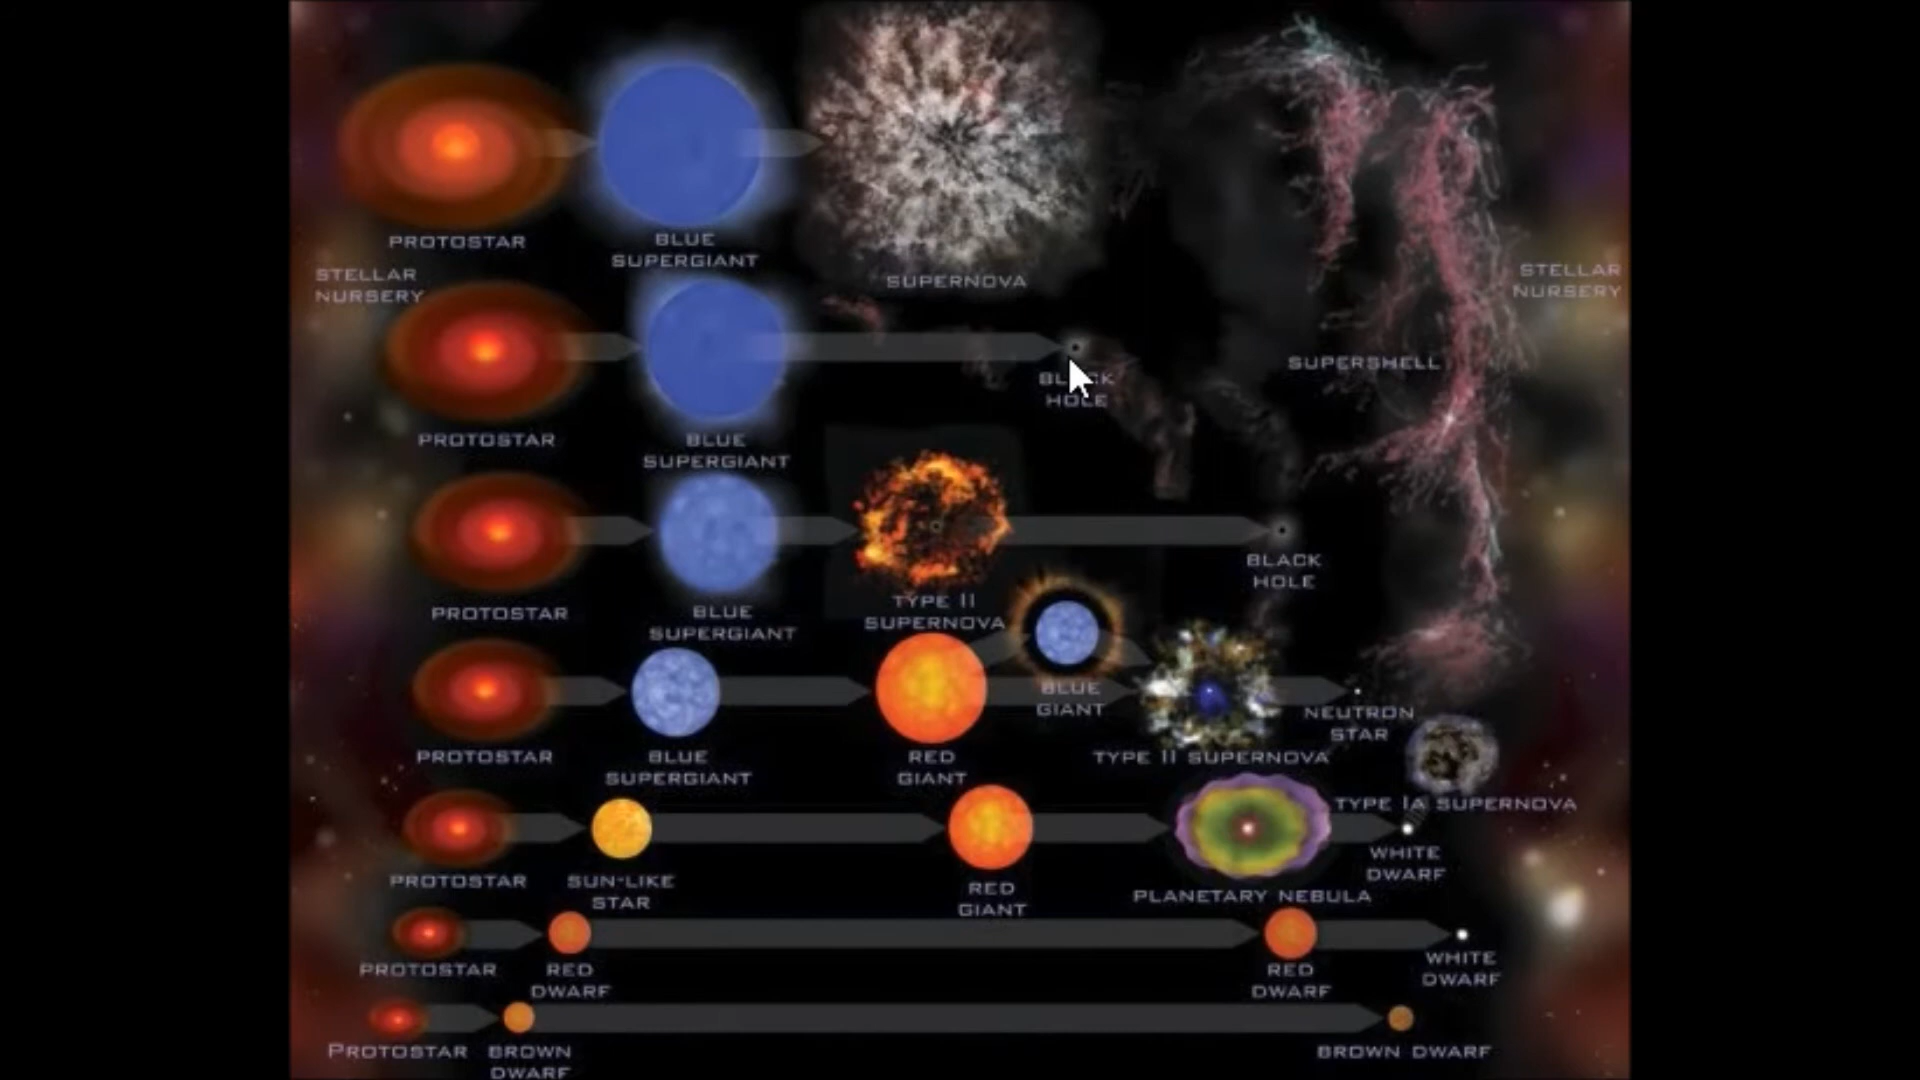 PROTOSTAR
BLUE
SUPERGIANT
SUPERNOVA
STELLAR
NURSERY
STELLAR
NURSERY
SUPERSHELL
PROTOSTAR
BLUE
SUPERGIANT
BLACK
HOLE
PROTOSTAR
BLUE
SUPERGIANT
TYPE II
SUPERNOVA
BLACK
HOLE
PROTOSTAR
BLUE
SUPERGIANT
RED
GIANT
BLUE
GIANT
TYPE II SUPERNOVA
NEUTRON
STAR
TYPE IA SUPERNOVA
PROTOSTAR
SUN-LIKE
STAR
RED
GIANT
PLANETARY NEBULA
WHITE
DWARF
PROTOSTAR
RED
DWARF
RED
DWARF
WHITE
DWARF
PROTOSTAR
BROWN
DWARF
BROWN DWARF